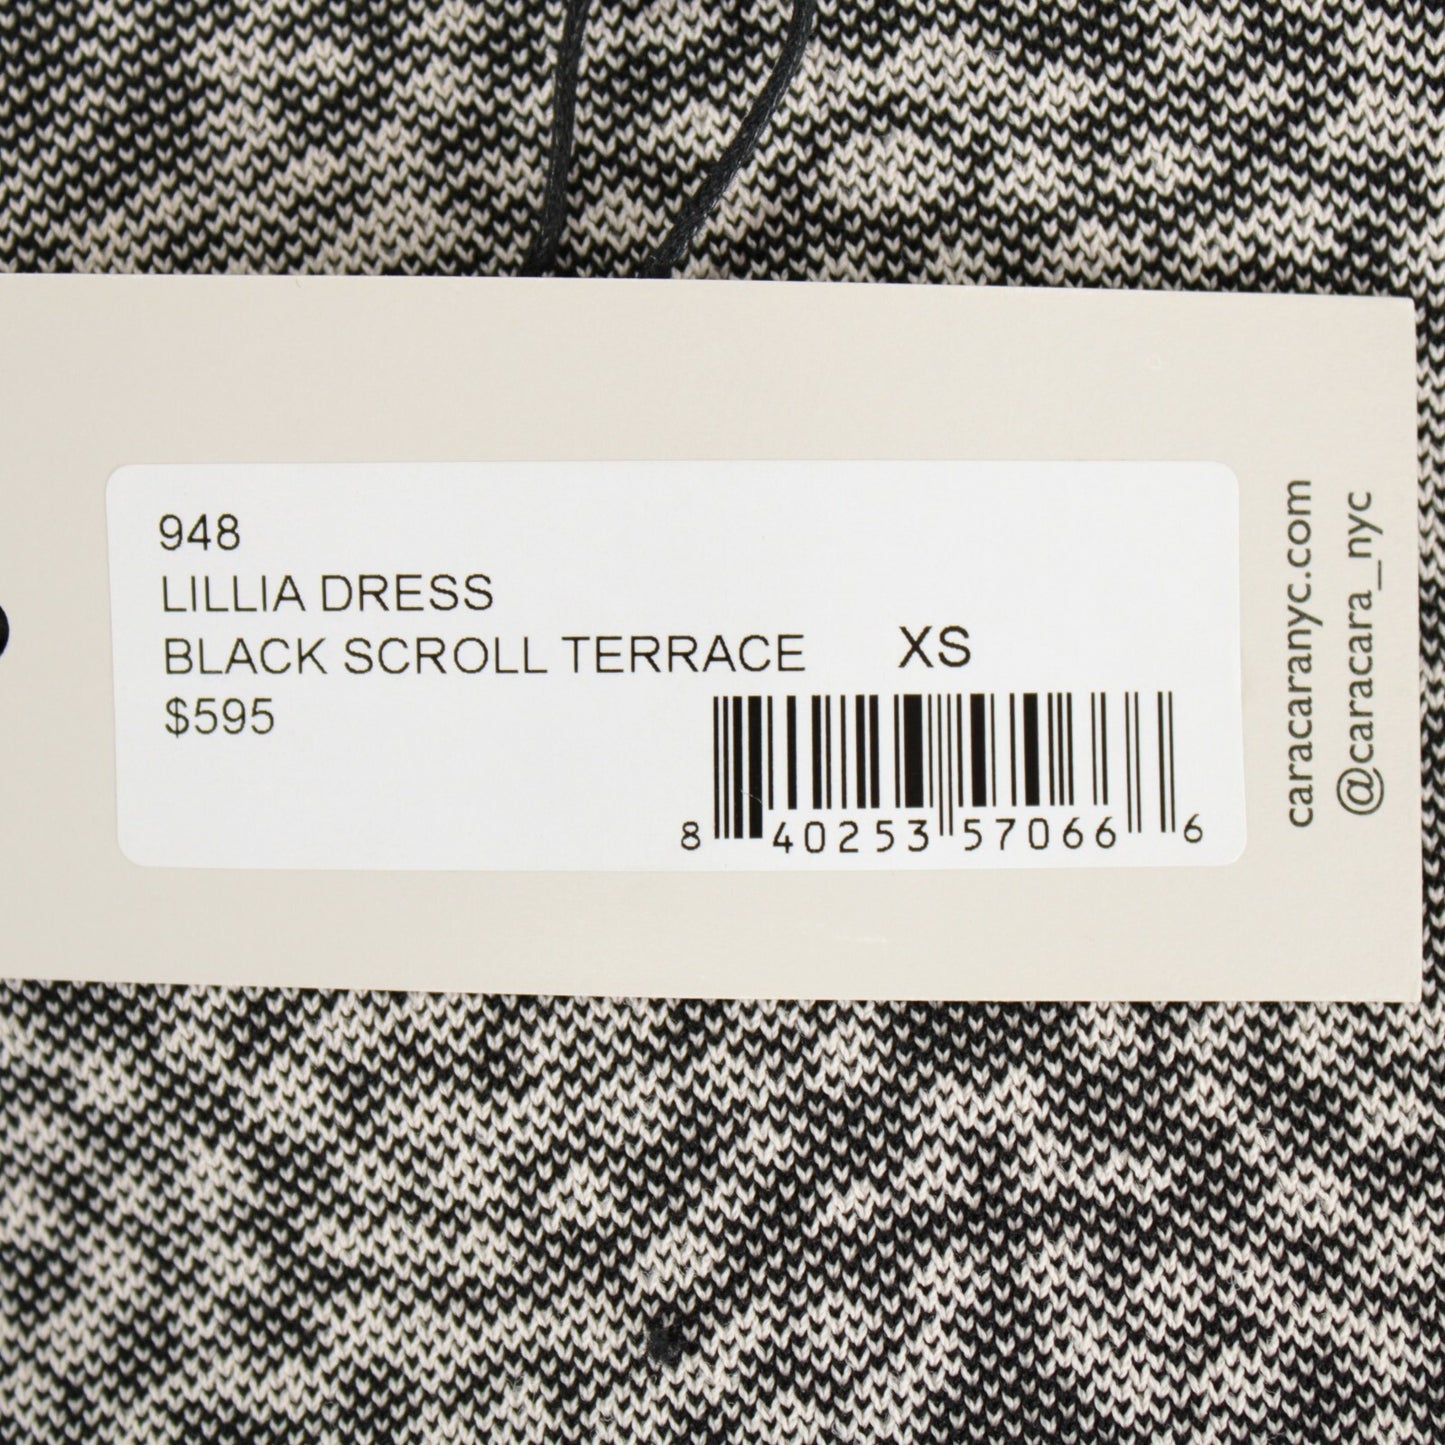 948
LILLIA DRESS
BLACK SCROLL TERRACE XS
$595
8 40253 57066 6
caracaranyc.com
@caracara_nyc